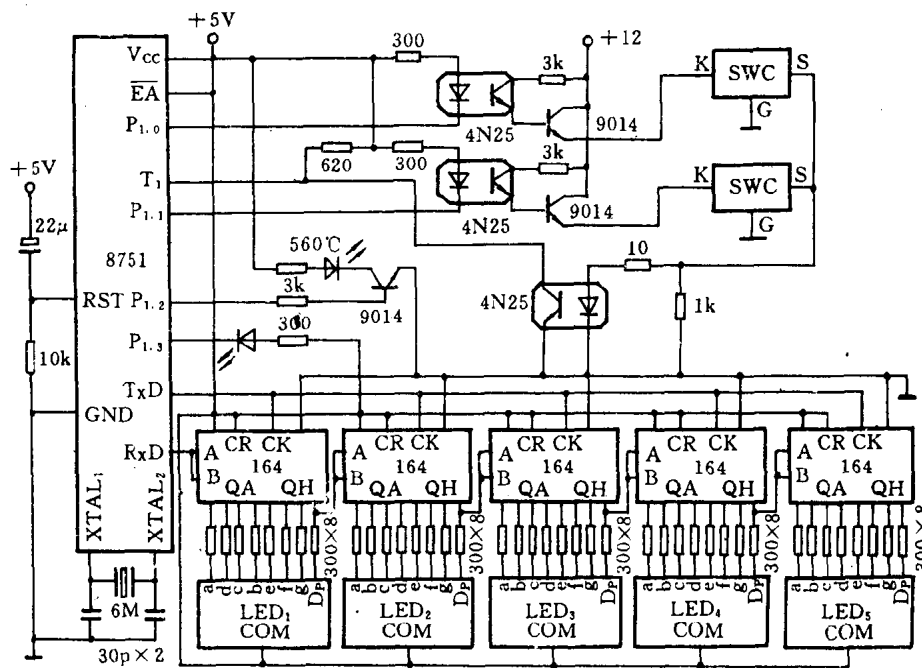 +5V
+12
Vcc
300
3k
K
SWC
S
G
EA
P1.0
4N25
9014
620
300
3k
K
SWC
S
G
T1
P1.1
4N25
9014
+5V
22μ
8751
560℃
10
RST
P1.2
3k
9014
4N25
1k
P1.3
300
10k
TxD
GND
RxD
XTAL1
XTAL2
A
B
CR
CK
164
QA
QH
A
B
CR
CK
164
QA
QH
A
B
CR
CK
164
QA
QH
A
B
CR
CK
164
QA
QH
A
B
CR
CK
164
QA
QH
300×8
300×8
300×8
300×8
300×8
6M
30p×2
a d c b e f g DP
LED1
COM
a b c d e f g DP
LED2
COM
a b c d e f g DP
LED3
COM
a b c d e f g DP
LED4
COM
a b c d e f g DP
LED5
COM